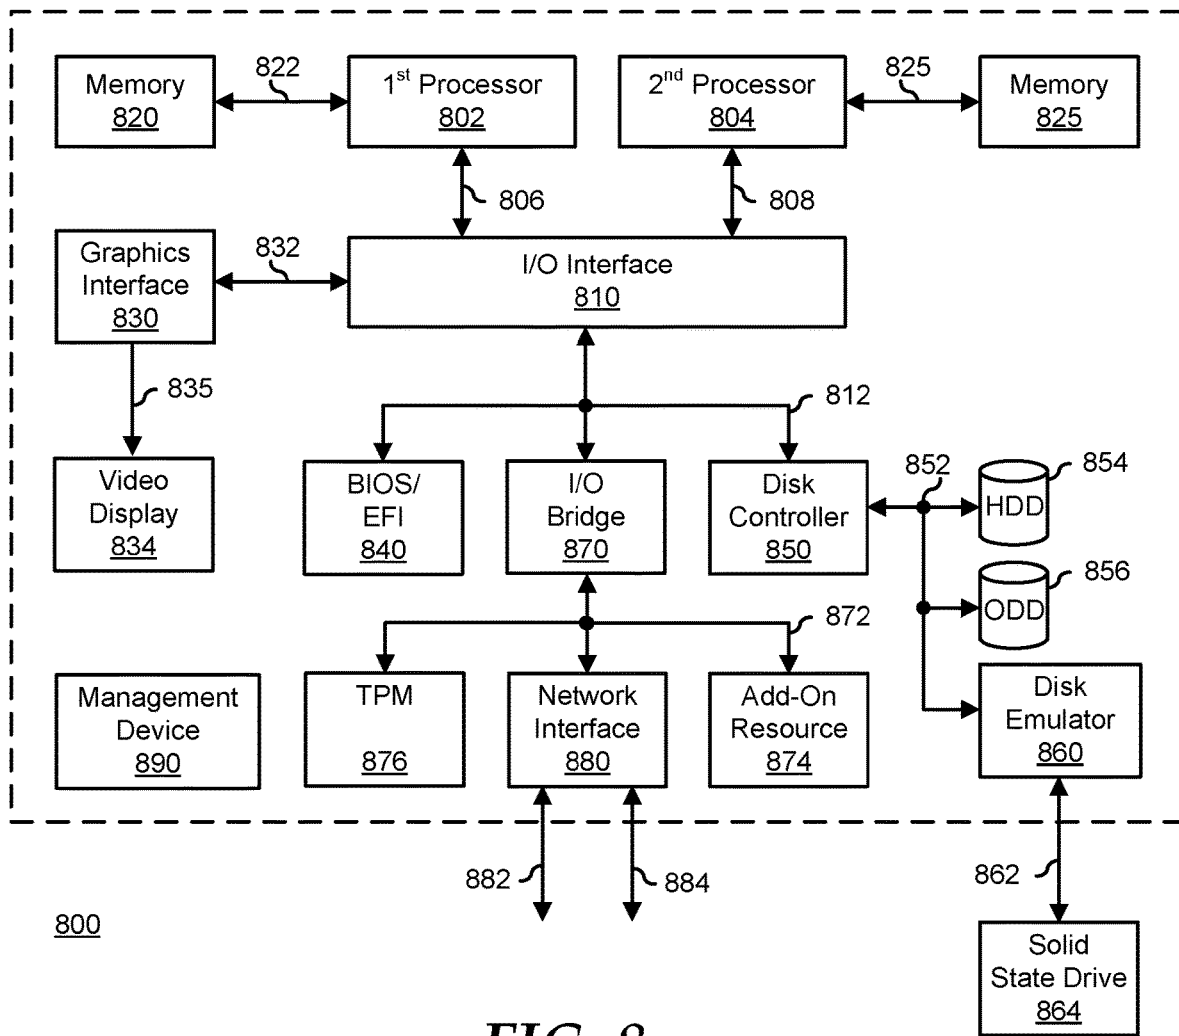 822
825
Memory
820
1st Processor
802
2nd Processor
804
Memory
825
806
808
832
Graphics
Interface
830
I/O Interface
810
835
812
Video
Display
834
BIOS/
EFI
840
I/O
Bridge
870
Disk
Controller
850
852
HDD
854
ODD
856
872
Management
Device
890
TPM
876
Network
Interface
880
Add-On
Resource
874
Disk
Emulator
860
882
884
862
800
Solid
State Drive
864
FIG. 8